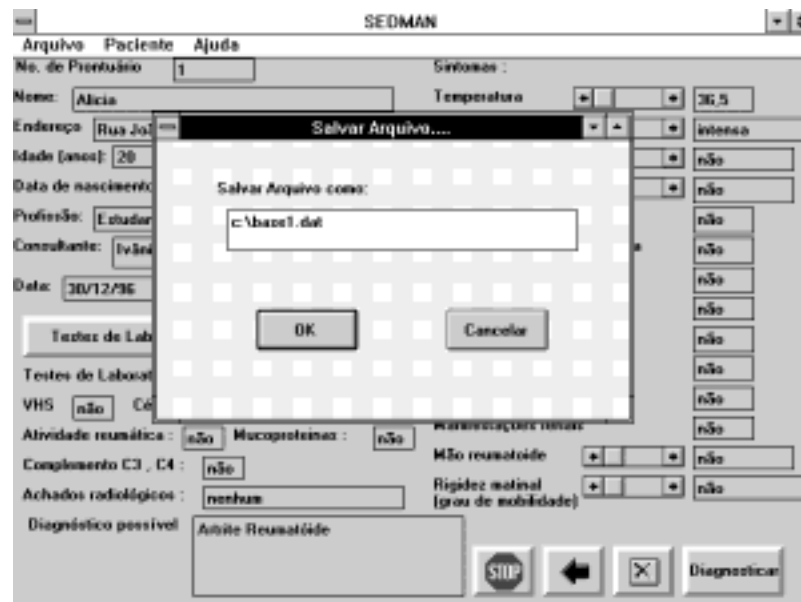 SEDMAN
Arquivo Paciente Ajuda
No. de Prontuário 1
Nome: Alicia
Endereço Rua
Idade (anos): 20
Data de nascimento
Profissão:
Consultante:
Data: 30/12/96
Testes de Lab
Testes de Laborat
VHS não Cé
Atividade reumática : não Mucoproteinas : não
Complemento C3 , C4 : não
Achados radiológicos : nenhum
Diagnóstico possível Artrite Reumatóide
Salvar Arquivo....
Salvar Arquivo como:
c:\base1.dat
OK Cancelar
Sintomas :
Temperatura 36,5
intensa
não
não
não
não
não
não
não
não
não
não
Mão reumatoide não
Rigidez matinal não
(grau de mobilidade)
STOP Diagnosticar